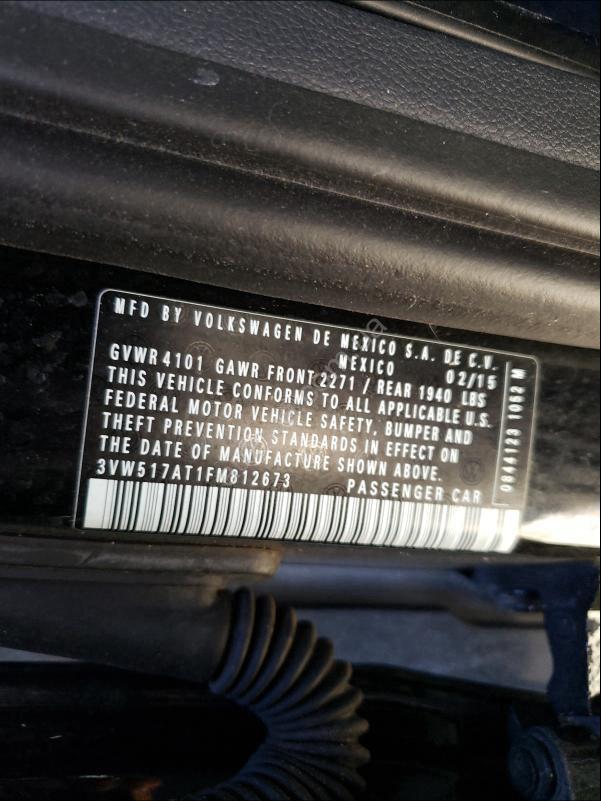 MFD BY VOLKSWAGEN DE MEXICO S.A. DE C.V.
MEXICO 02/15
GVWR 4101 GAWR FRONT 2271 / REAR 1940 LBS
THIS VEHICLE CONFORMS TO ALL APPLICABLE U.S.
FEDERAL MOTOR VEHICLE SAFETY, BUMPER AND
THEFT PREVENTION STANDARDS IN EFFECT ON
THE DATE OF MANUFACTURE SHOWN ABOVE.
3VW517AT1FM812673 PASSENGER CAR
0841123 1052 M